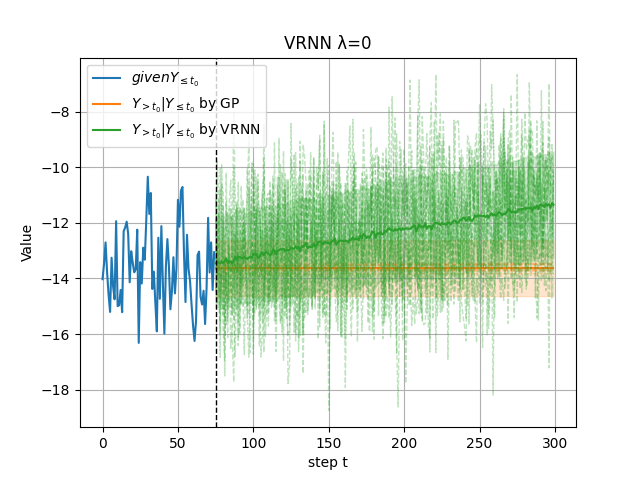 VRNN λ=0
givenY≤t₀
Y>t₀|Y≤t₀ by GP
Y>t₀|Y≤t₀ by VRNN
Value
−8
−10
−12
−14
−16
−18
0 50 100 150 200 250 300
step t